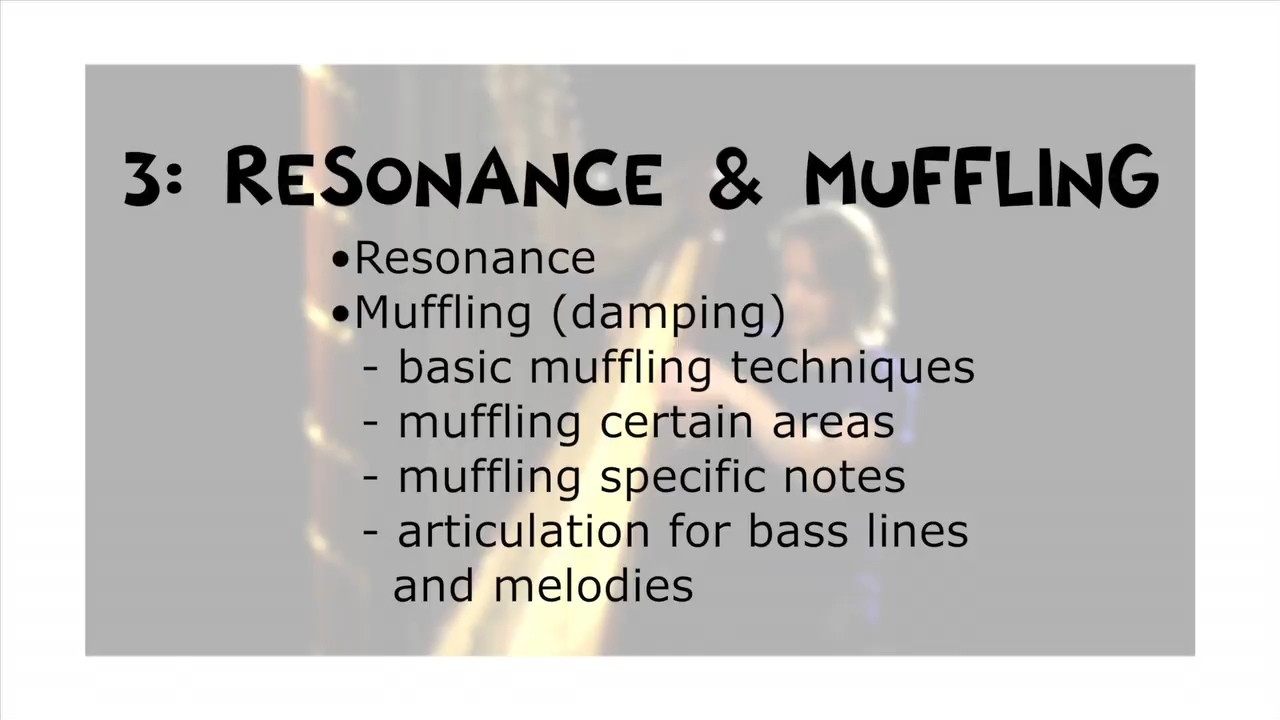 3: RESONANCE & MUFFLING
•Resonance
•Muffling (damping)
- basic muffling techniques
- muffling certain areas
- muffling specific notes
- articulation for bass lines
and melodies